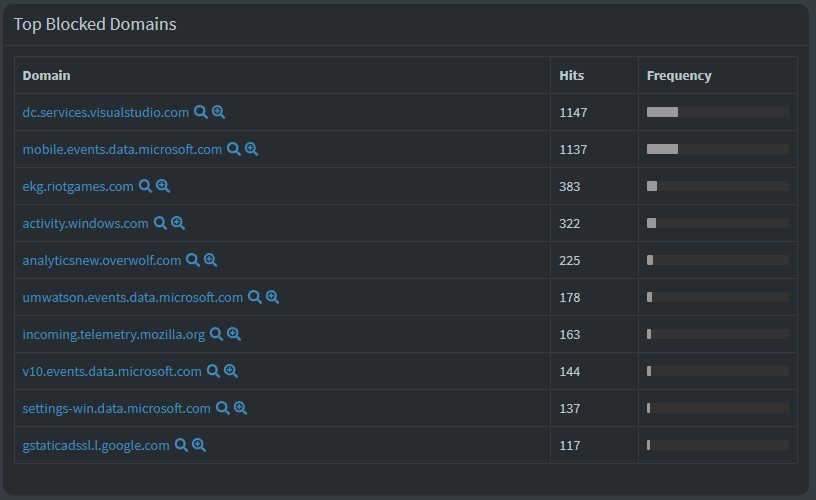 Top Blocked Domains
Domain Hits Frequency
dc.services.visualstudio.com 1147
mobile.events.data.microsoft.com 1137
ekg.riotgames.com 383
activity.windows.com 322
analyticsnew.overwolf.com 225
umwatson.events.data.microsoft.com 178
incoming.telemetry.mozilla.org 163
v10.events.data.microsoft.com 144
settings-win.data.microsoft.com 137
gstaticadssl.l.google.com 117